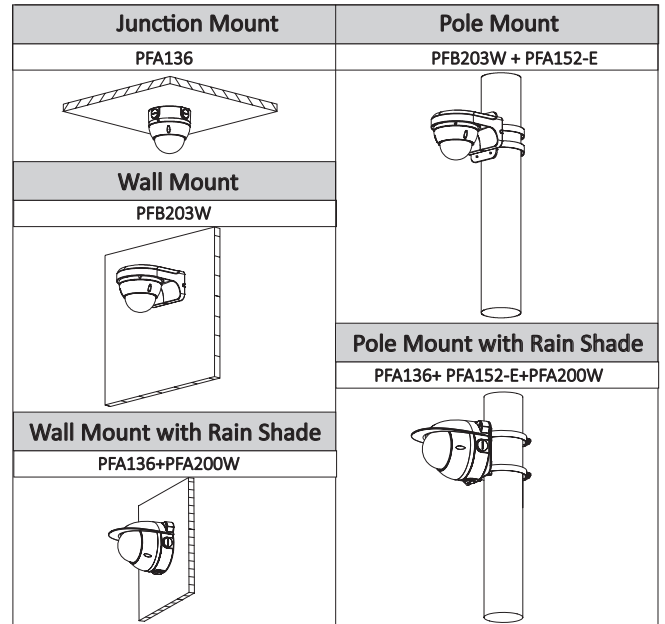 Junction Mount
PFA136
Wall Mount
PFB203W
Wall Mount with Rain Shade
PFA136+PFA200W
Pole Mount
PFB203W + PFA152-E
Pole Mount with Rain Shade
PFA136+ PFA152-E+PFA200W